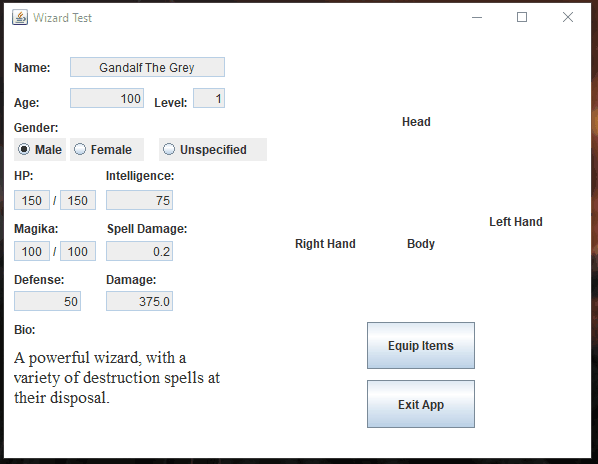 Wizard Test
Name: Gandalf The Grey
Age: 100 Level: 1
Gender:
Male Female Unspecified
HP: Intelligence:
150 / 150 75
Magika: Spell Damage:
100 / 100 0.2
Defense: Damage:
50 375.0
Bio:
A powerful wizard, with a
variety of destruction spells at
their disposal.
Head
Left Hand
Right Hand Body
Equip Items
Exit App